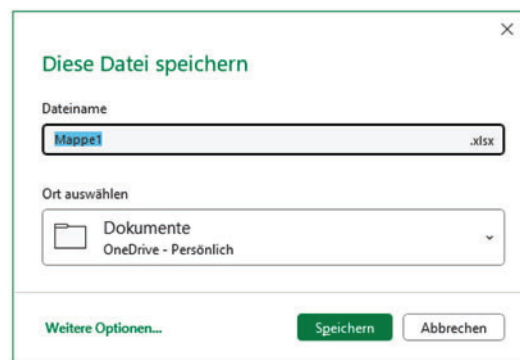 Diese Datei speichern
Dateiname
Mappe1 .xlsx
Ort auswählen
Dokumente
OneDrive - Persönlich
Weitere Optionen... Speichern Abbrechen